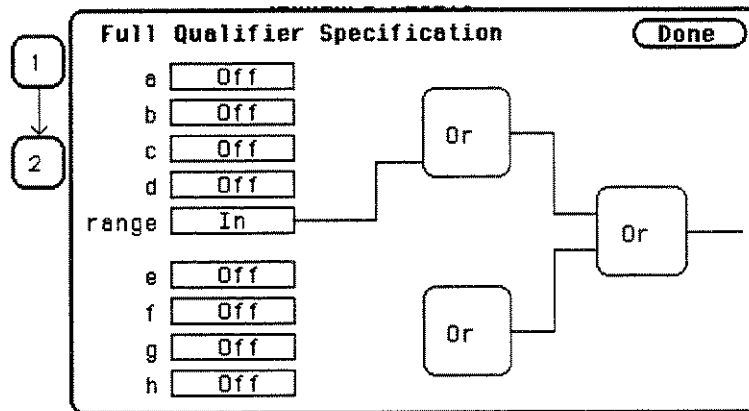 Full Qualifier Specification
Done
1
2
a Off
b Off
c Off
d Off
range In
e Off
f Off
g Off
h Off
Or
Or
Or